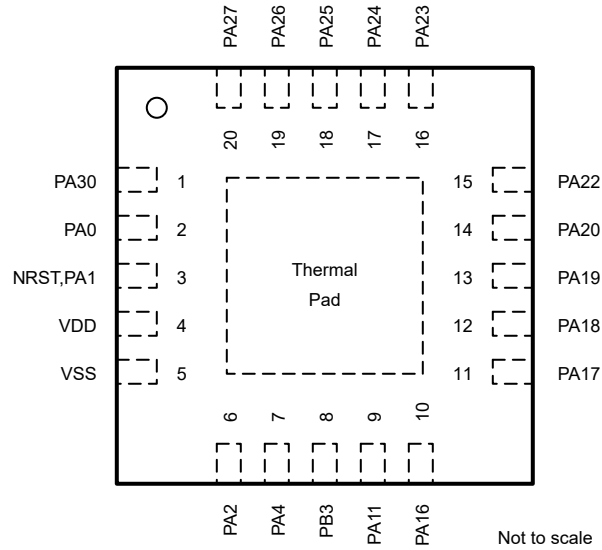 PA27
PA26
PA25
PA24
PA23
20
19
18
17
16
PA30
1
15
PA22
PA0
2
14
PA20
NRST,PA1
3
13
PA19
VDD
4
12
PA18
VSS
5
11
PA17
Thermal
Pad
6
7
8
9
10
PA2
PA4
PB3
PA11
PA16
Not to scale